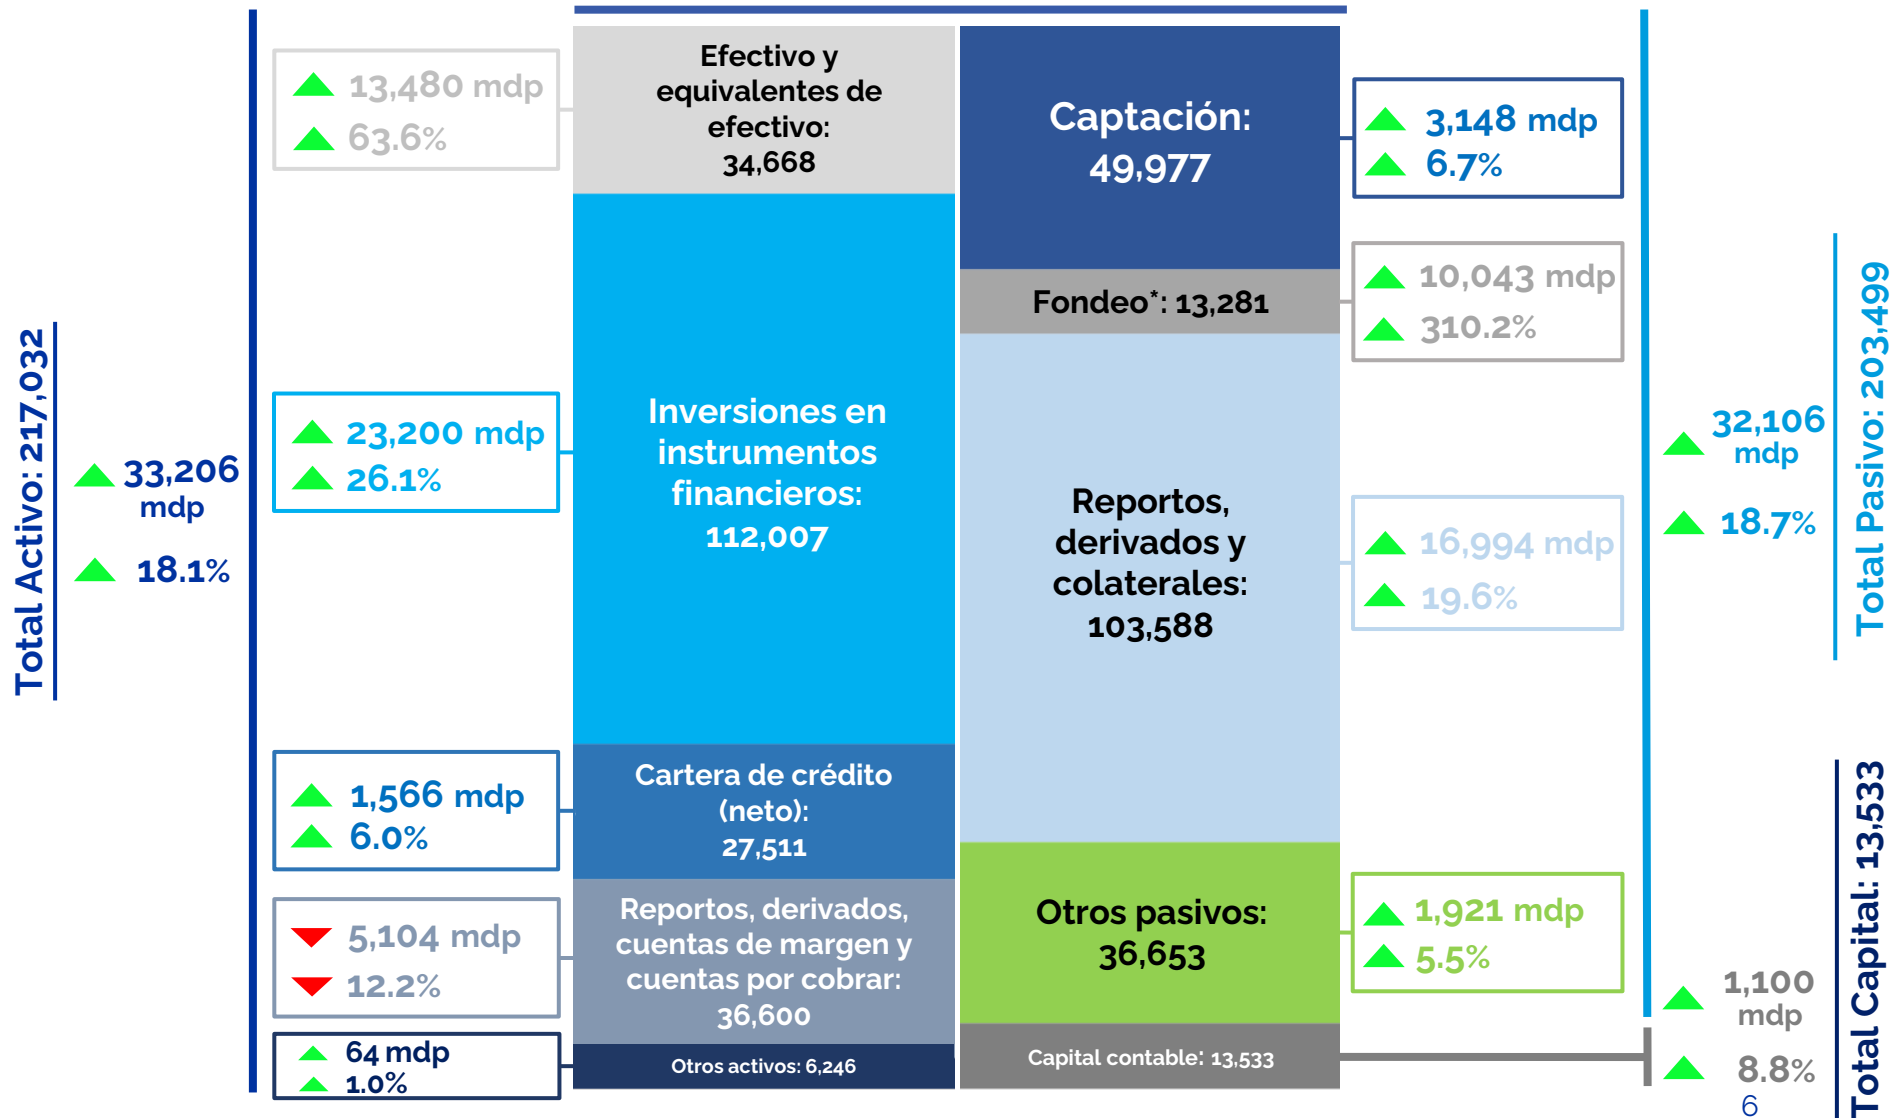 Total Activo: 217,032
33,206
mdp
18.1%
13,480 mdp
63.6%
23,200 mdp
26.1%
1,566 mdp
6.0%
5,104 mdp
12.2%
64 mdp
1.0%
Efectivo y
equivalentes de
efectivo:
34,668
Inversiones en
instrumentos
financieros:
112,007
Cartera de crédito
(neto):
27,511
Reportos, derivados,
cuentas de margen y
cuentas por cobrar:
36,600
Otros activos: 6,246
Captación:
49,977
Fondeo*: 13,281
Reportos,
derivados y
colaterales:
103,588
Otros pasivos:
36,653
Capital contable: 13,533
3,148 mdp
6.7%
10,043 mdp
310.2%
16,994 mdp
19.6%
1,921 mdp
5.5%
32,106
mdp
18.7%
Total Pasivo: 203,499
1,100
mdp
8.8%
Total Capital: 13,533
6